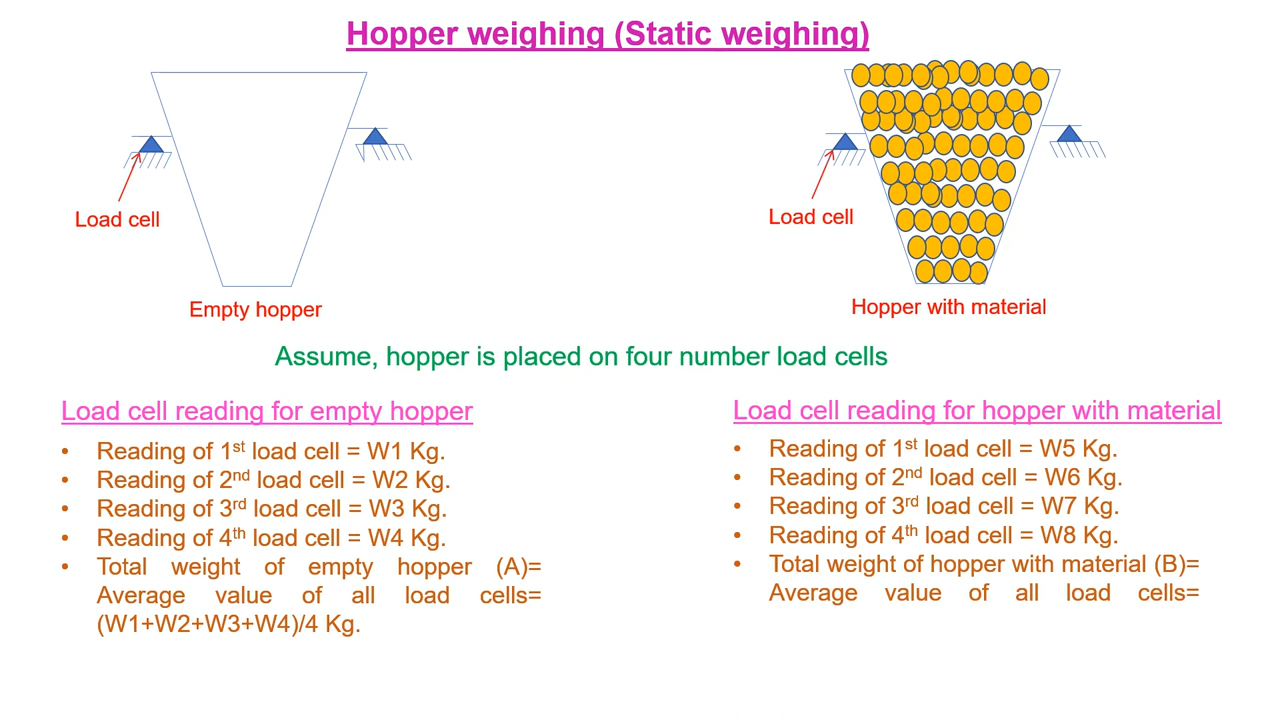 Hopper weighing (Static weighing)
Load cell
Load cell
Empty hopper
Hopper with material
Assume, hopper is placed on four number load cells
Load cell reading for empty hopper
• Reading of 1st load cell = W1 Kg.
• Reading of 2nd load cell = W2 Kg.
• Reading of 3rd load cell = W3 Kg.
• Reading of 4th load cell = W4 Kg.
• Total weight of empty hopper (A)=
Average value of all load cells=
(W1+W2+W3+W4)/4 Kg.
Load cell reading for hopper with material
• Reading of 1st load cell = W5 Kg.
• Reading of 2nd load cell = W6 Kg.
• Reading of 3rd load cell = W7 Kg.
• Reading of 4th load cell = W8 Kg.
• Total weight of hopper with material (B)=
Average value of all load cells=